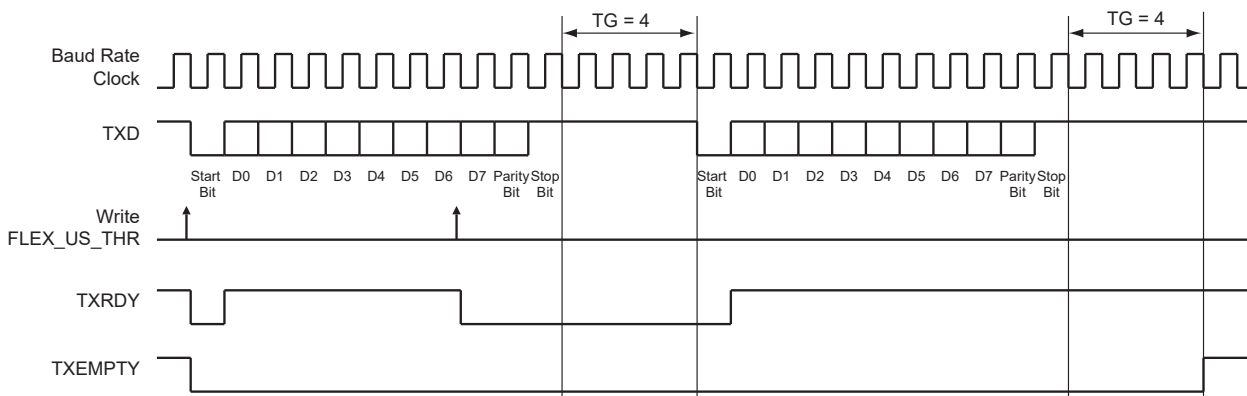 TG = 4
TG = 4
Baud Rate
Clock
TXD
Start
Bit
D0
D1
D2
D3
D4
D5
D6
D7
Parity
Bit
Stop
Bit
Start
Bit
D0
D1
D2
D3
D4
D5
D6
D7
Parity
Bit
Stop
Bit
Write
FLEX_US_THR
TXRDY
TXEMPTY